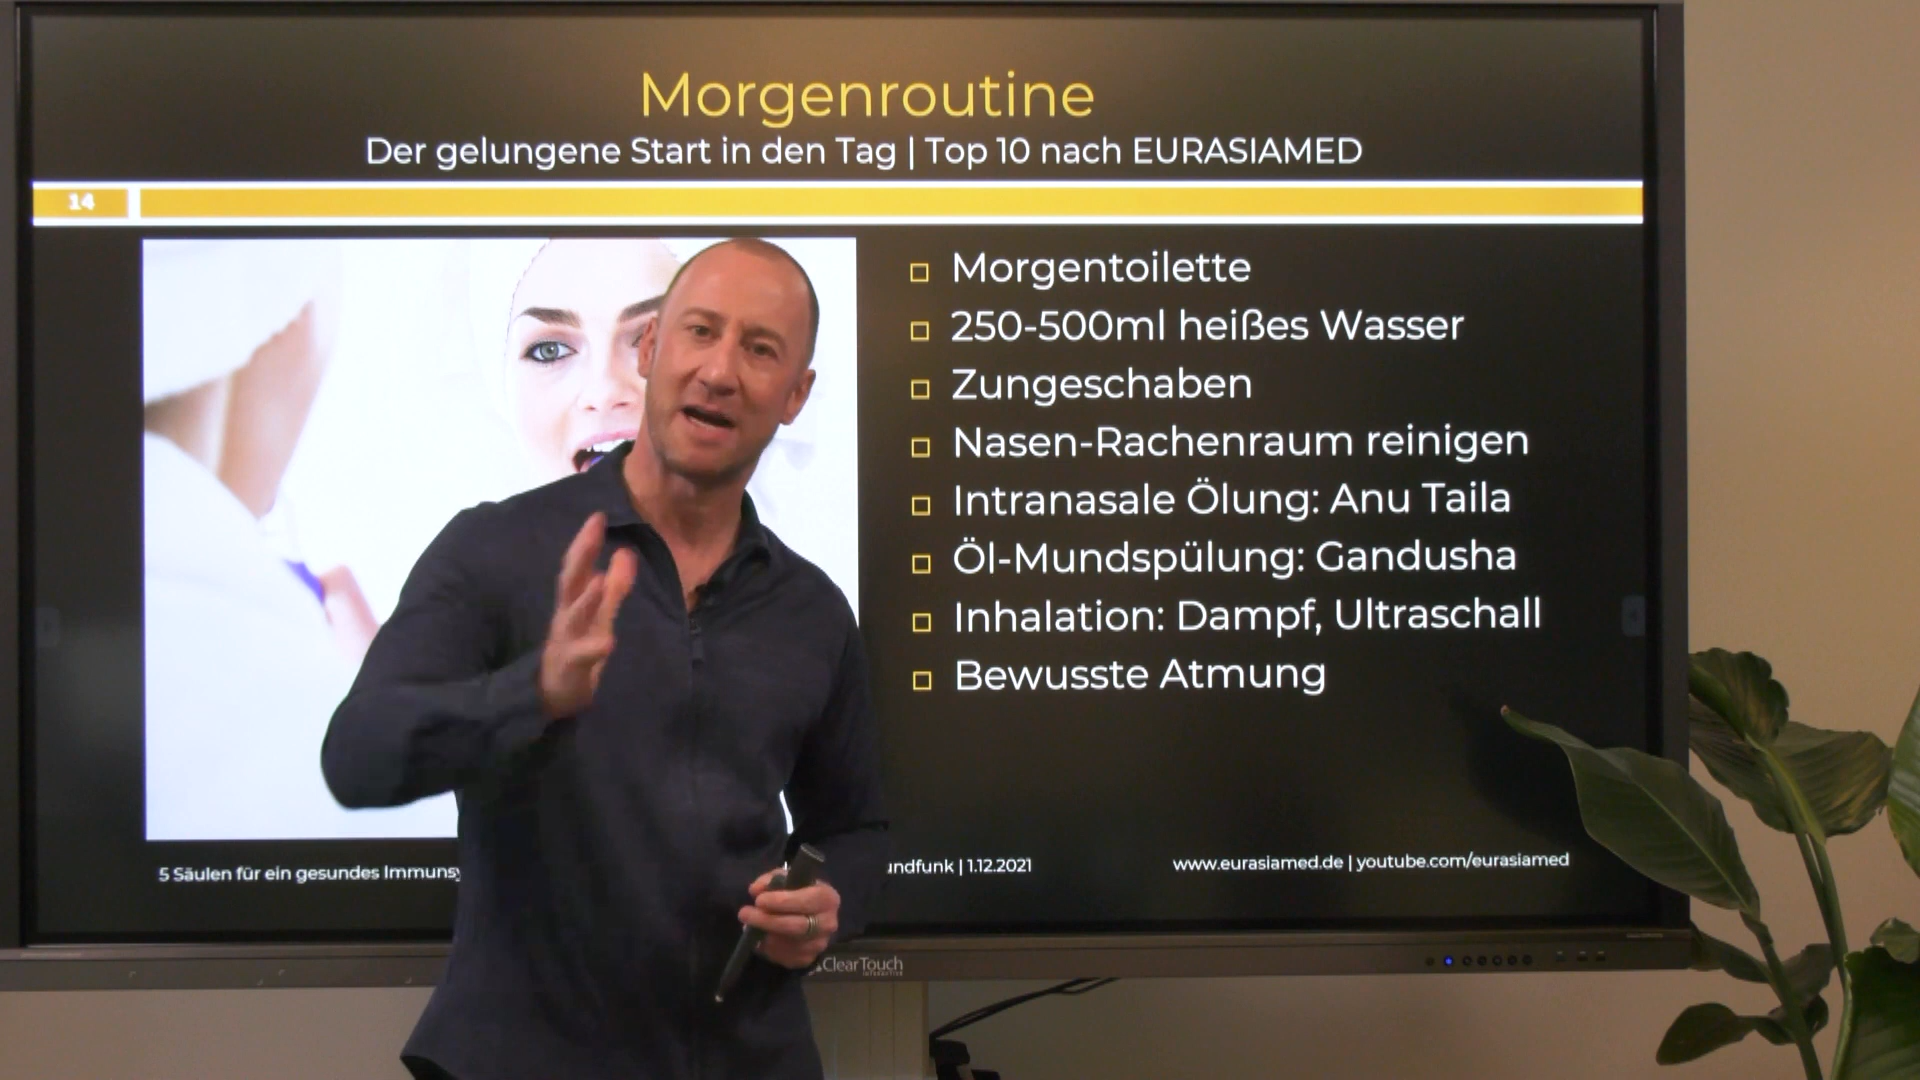 Morgenroutine
Der gelungene Start in den Tag | Top 10 nach EURASIAMED
14
Morgentoilette
250-500ml heißes Wasser
Zungeschaben
Nasen-Rachenraum reinigen
Intranasale Ölung: Anu Taila
Öl-Mundspülung: Gandusha
Inhalation: Dampf, Ultraschall
Bewusste Atmung
5 Säulen für ein gesundes | 1.12.2021
www.eurasiamed.de | youtube.com/eurasiamed
ClearTouch